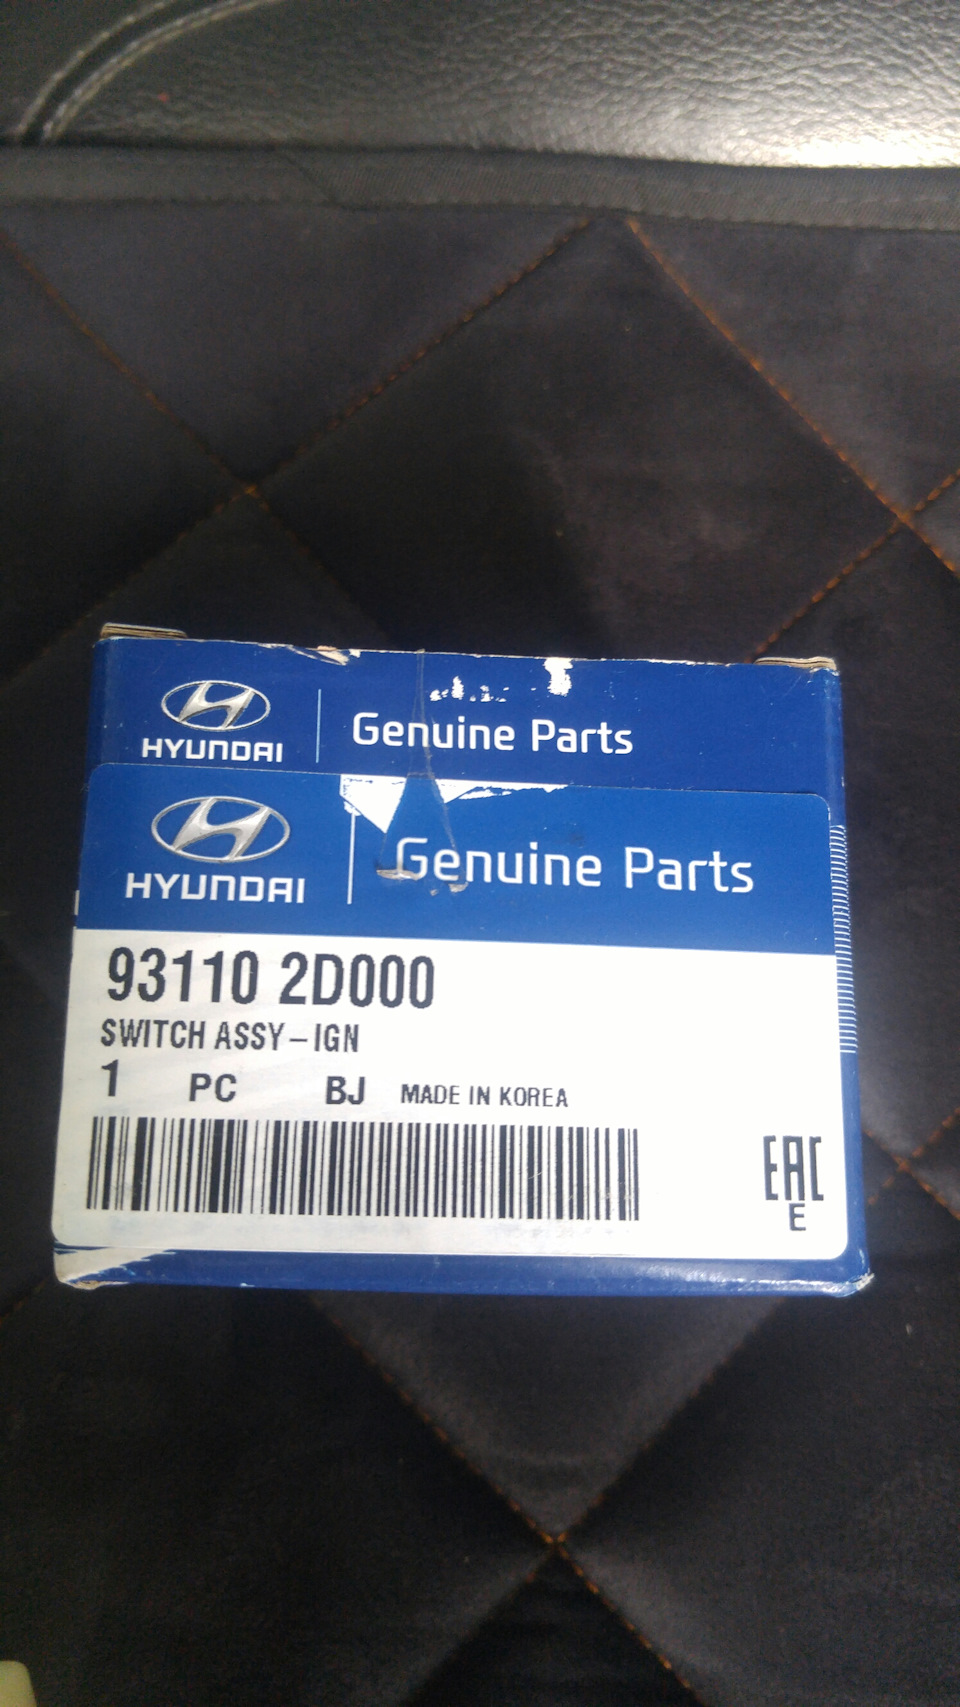 HYUNDAI
Genuine Parts
HYUNDAI
Genuine Parts
93110 2D000
SWITCH ASSY-IGN
1 PC BJ MADE IN KOREA
EAC
E